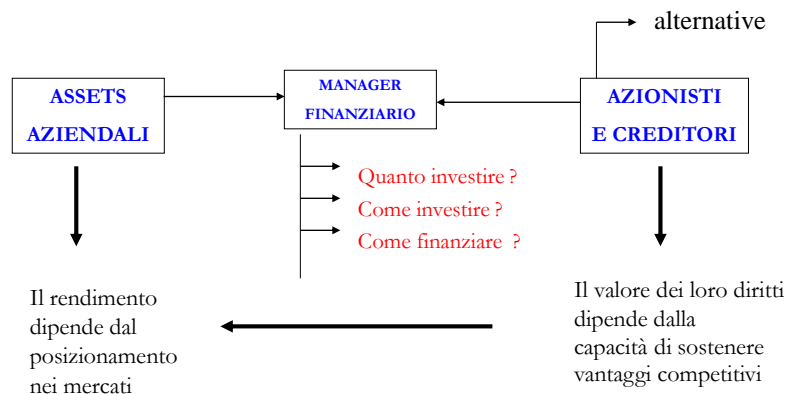 alternative
ASSETS
AZIENDALI
MANAGER
FINANZIARIO
AZIONISTI
E CREDITORI
Quanto investire ?
Come investire ?
Come finanziare ?
Il rendimento
dipende dal
posizionamento
nei mercati
Il valore dei loro diritti
dipende dalla
capacità di sostenere
vantaggi competitivi